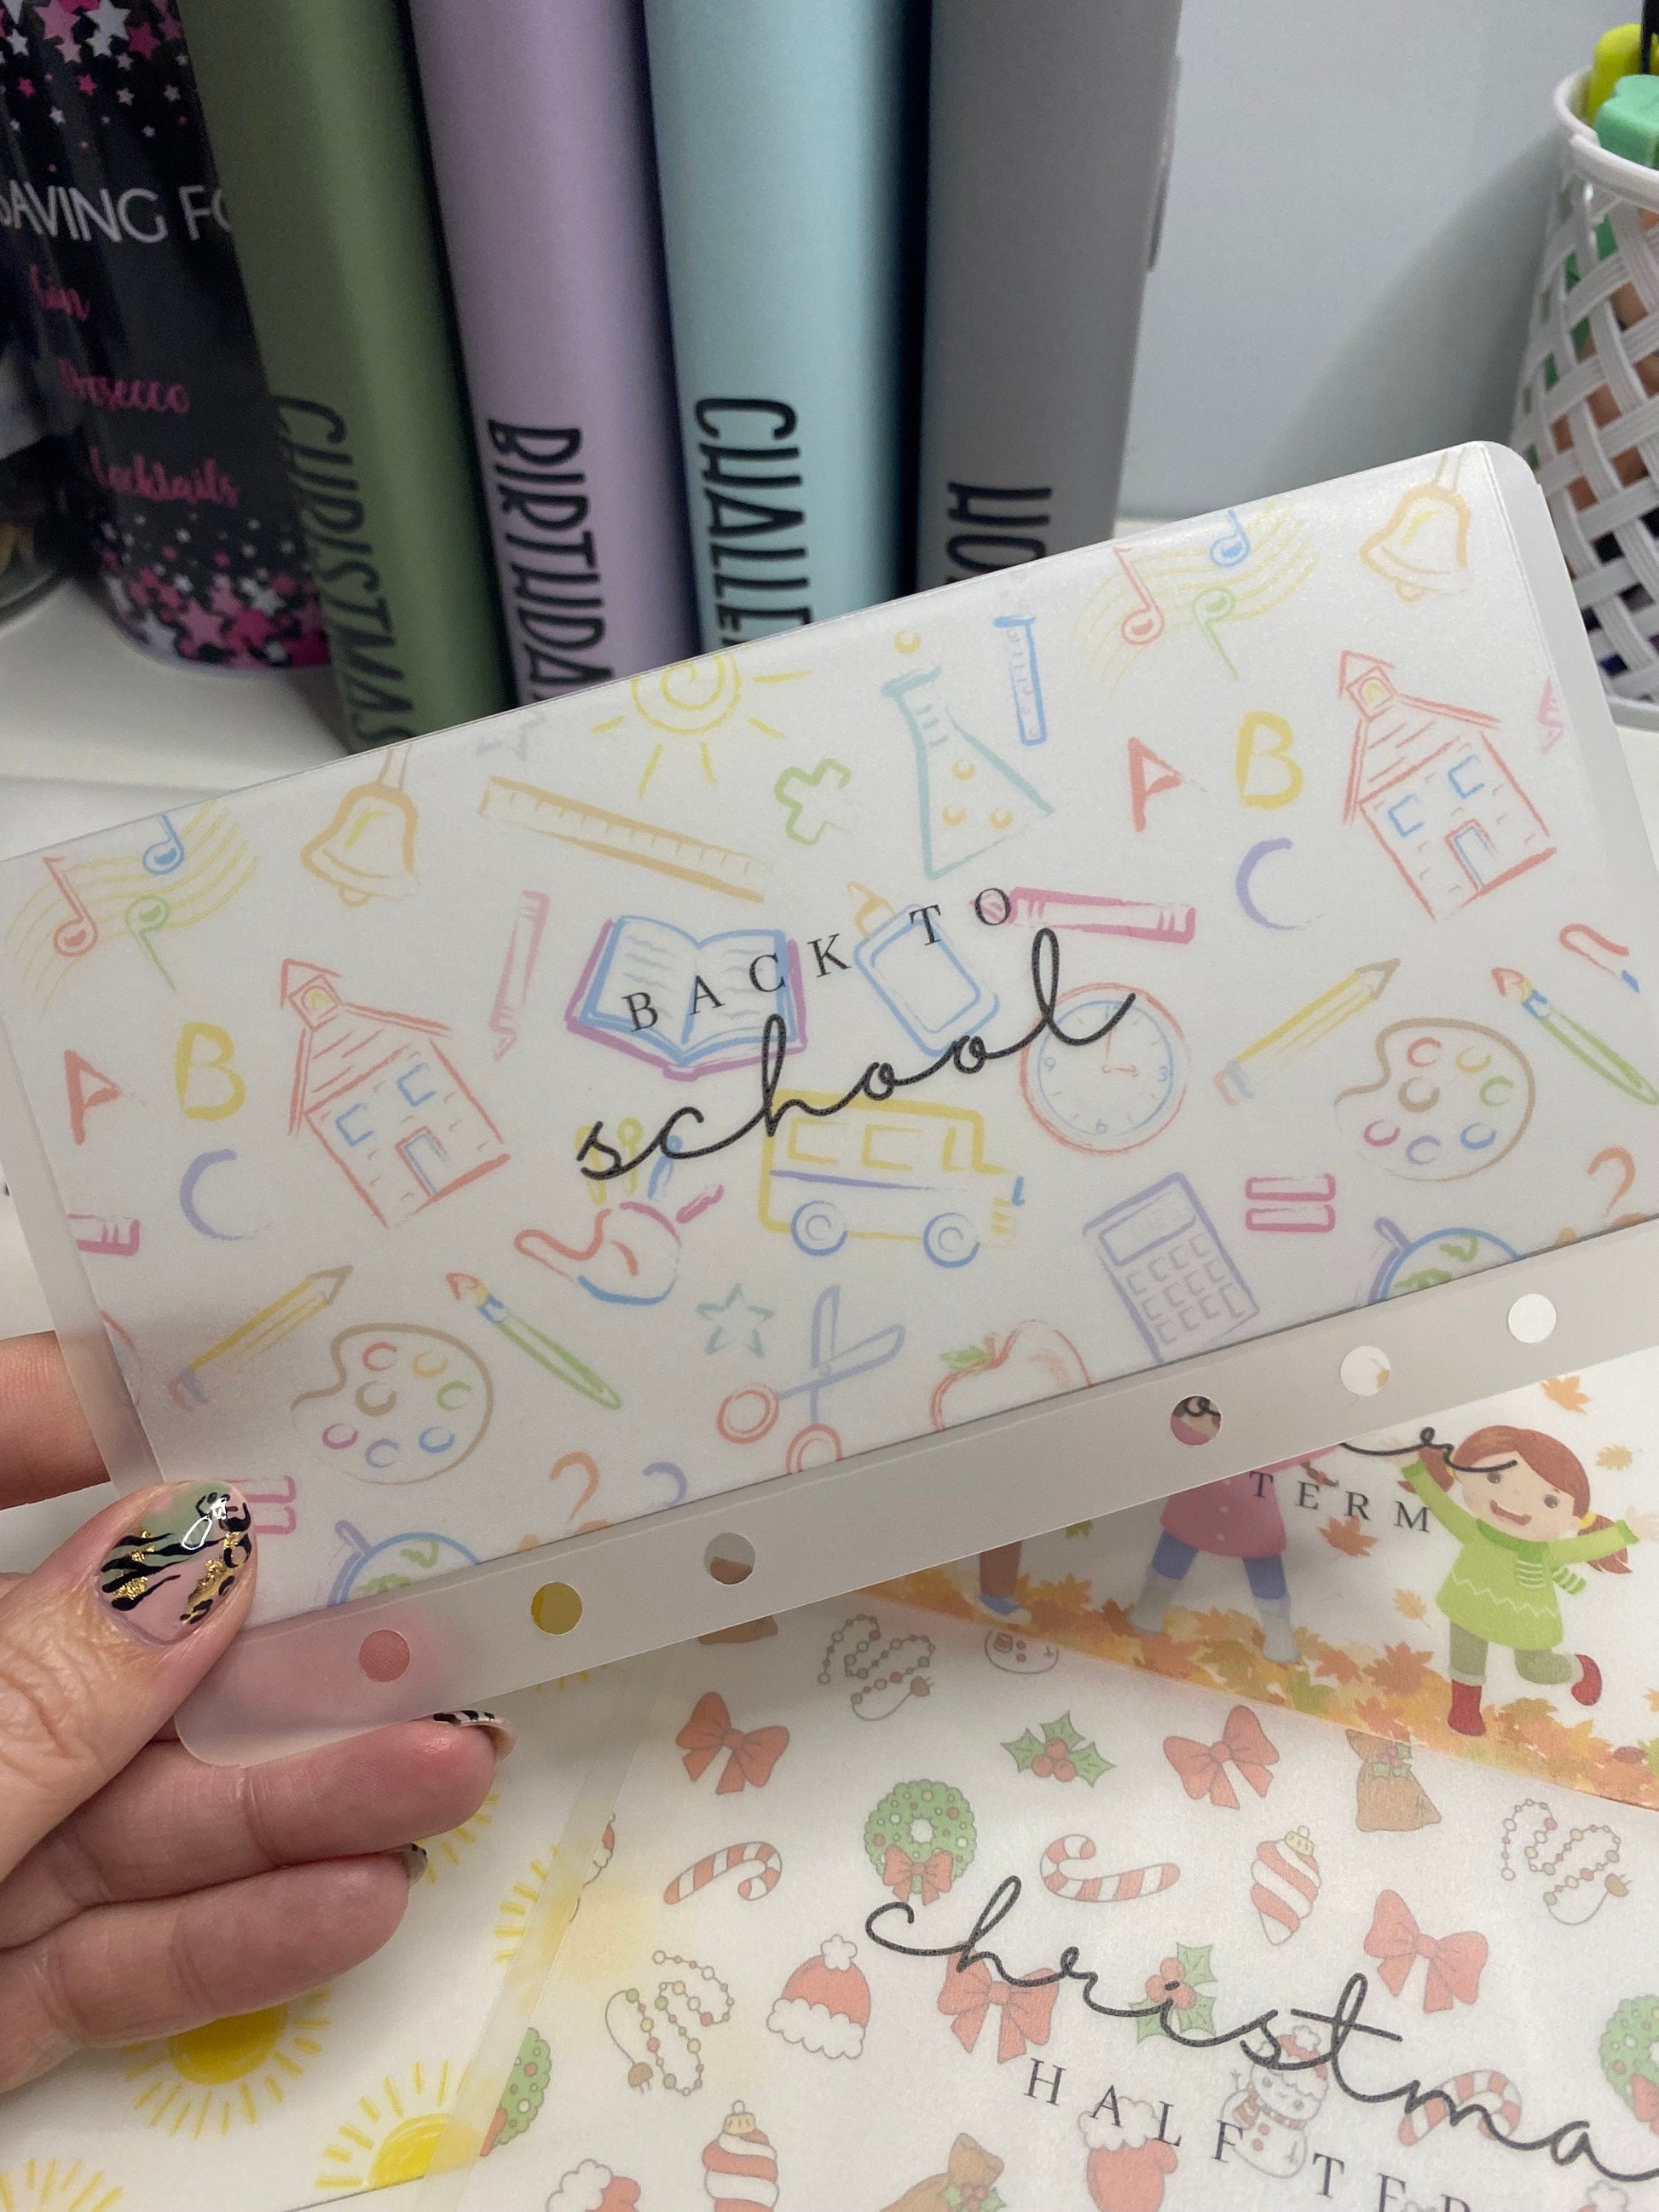 SAVING FO
Gin
Prosecco
Cocktails
CHRISTMAS
BIRTHDA
CHALLE
HO
A B
C
BACK TO
school
A B
C
TERM
christma
HALF TER